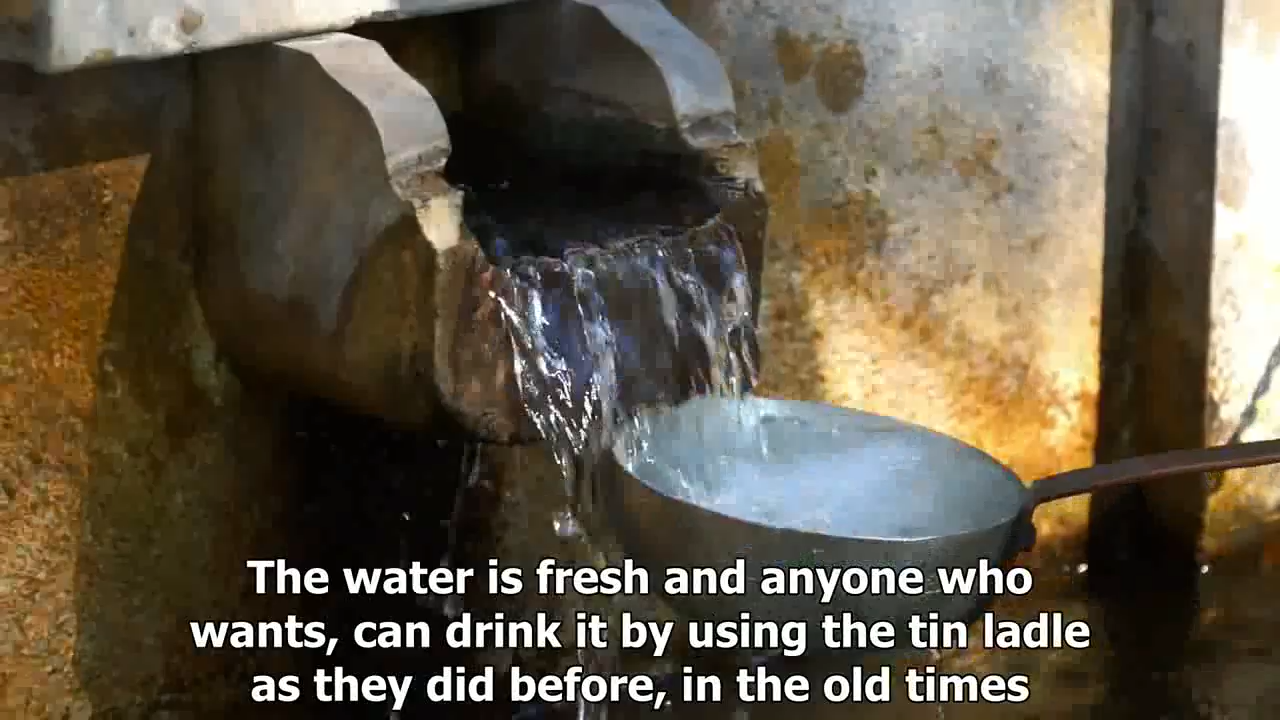 The water is fresh and anyone who
wants, can drink it by using the tin ladle
as they did before, in the old times